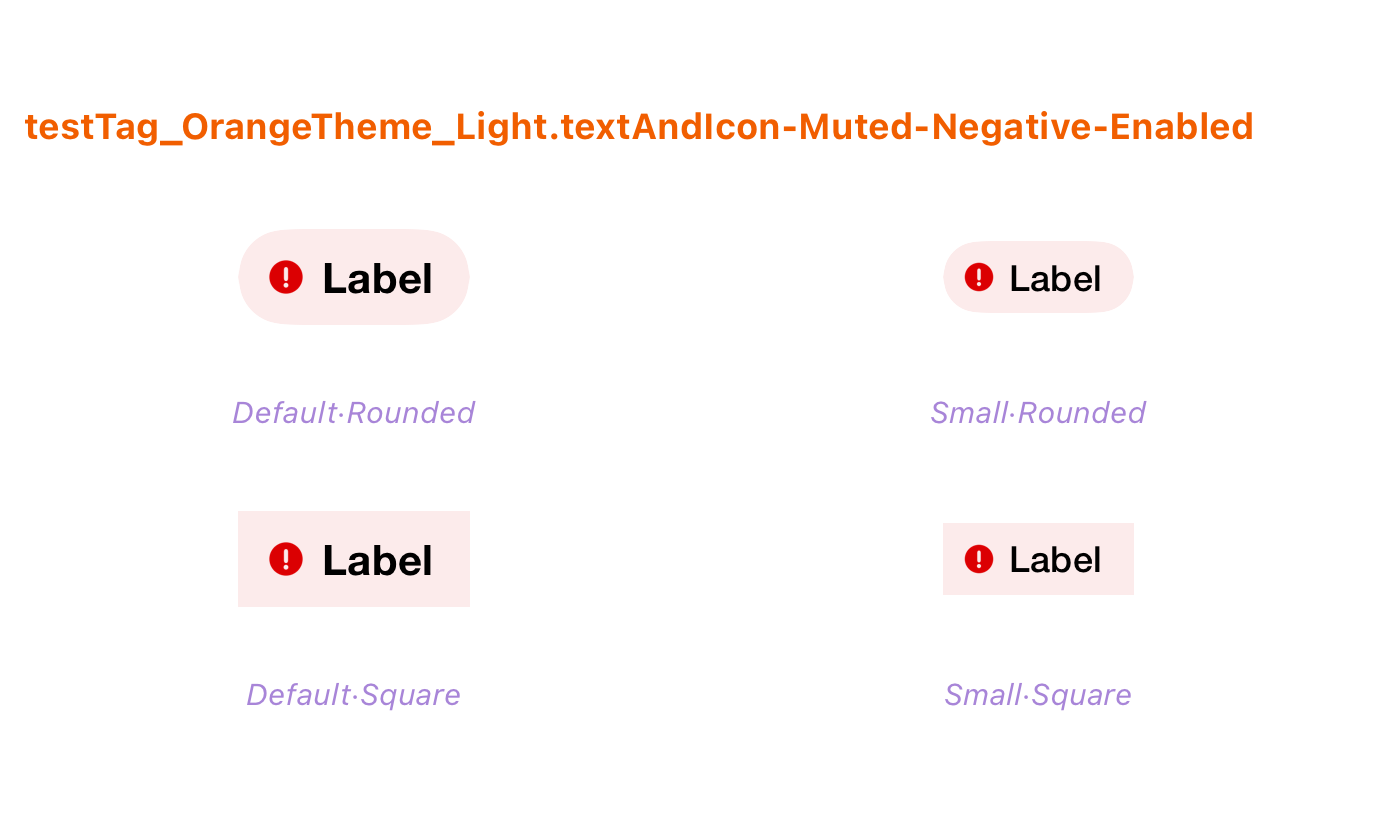 testTag_OrangeTheme_Light.textAndIcon-Muted-Negative-Enabled
Label
Label
Default·Rounded
Small·Rounded
Label
Label
Default·Square
Small·Square